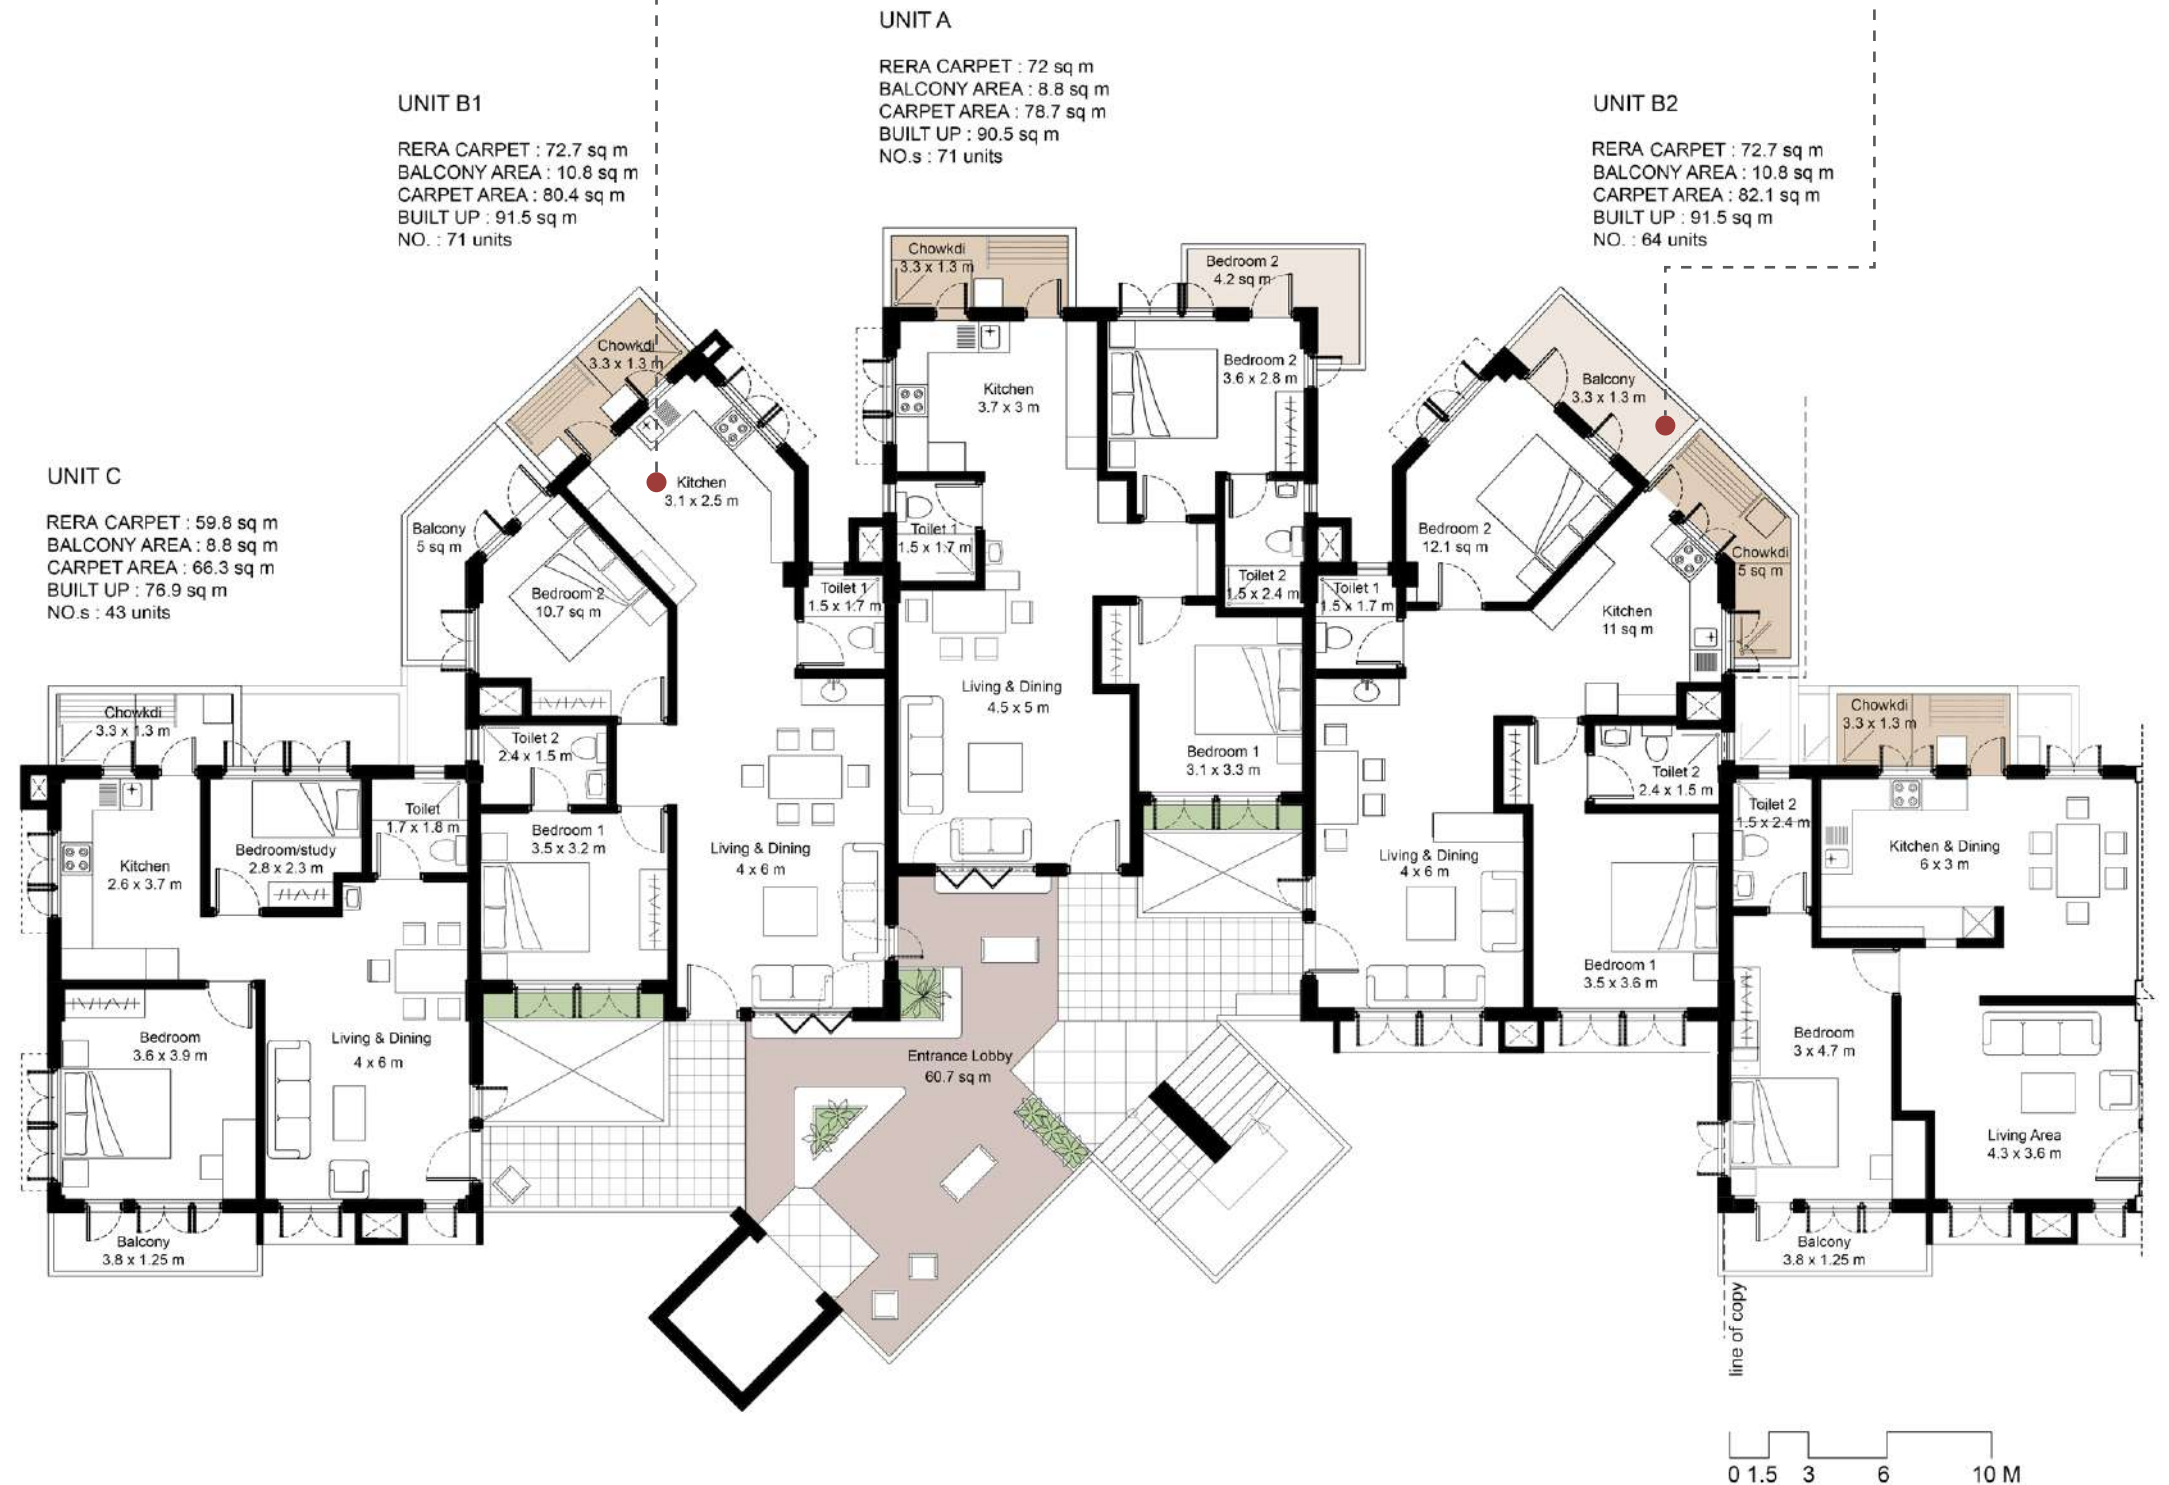 UNIT A
RERA CARPET : 72 sq m
BALCONY AREA : 8.8 sq m
CARPET AREA : 78.7 sq m
BUILT UP : 90.5 sq m
NO.s : 71 units
UNIT B1
RERA CARPET : 72.7 sq m
BALCONY AREA : 10.8 sq m
CARPET AREA : 80.4 sq m
BUILT UP : 91.5 sq m
NO. : 71 units
UNIT B2
RERA CARPET : 72.7 sq m
BALCONY AREA : 10.8 sq m
CARPET AREA : 82.1 sq m
BUILT UP : 91.5 sq m
NO. : 64 units
UNIT C
RERA CARPET : 59.8 sq m
BALCONY AREA : 8.8 sq m
CARPET AREA : 66.3 sq m
BUILT UP : 76.9 sq m
NO.s : 43 units
Chowkdi
3.3 x 1.3 m
Kitchen
2.6 x 3.7 m
Bedroom/study
2.8 x 2.3 m
Toilet
1.7 x 1.8 m
Bedroom
3.6 x 3.9 m
Living & Dining
4 x 6 m
Balcony
3.8 x 1.25 m
Chowkdi
3.3 x 1.3 m
Kitchen
3.1 x 2.5 m
Balcony
5 sq m
Bedroom 2
10.7 sq m
Toilet 1
1.5 x 1.7 m
Toilet 2
2.4 x 1.5 m
Bedroom 1
3.5 x 3.2 m
Living & Dining
4 x 6 m
Chowkdi
3.3 x 1.3 m
Bedroom 2
4.2 sq m
Kitchen
3.7 x 3 m
Bedroom 2
3.6 x 2.8 m
Toilet 1
1.5 x 1.7 m
Toilet 2
1.5 x 2.4 m
Living & Dining
4.5 x 5 m
Bedroom 1
3.1 x 3.3 m
Entrance Lobby
60.7 sq m
Balcony
3.3 x 1.3 m
Bedroom 2
12.1 sq m
Chowkdi
5 sq m
Toilet 1
1.5 x 1.7 m
Kitchen
11 sq m
Toilet 2
2.4 x 1.5 m
Living & Dining
4 x 6 m
Bedroom 1
3.5 x 3.6 m
Chowkdi
3.3 x 1.3 m
Toilet 2
1.5 x 2.4 m
Kitchen & Dining
6 x 3 m
Bedroom
3 x 4.7 m
Living Area
4.3 x 3.6 m
Balcony
3.8 x 1.25 m
line of copy
0 1.5 3 6 10 M